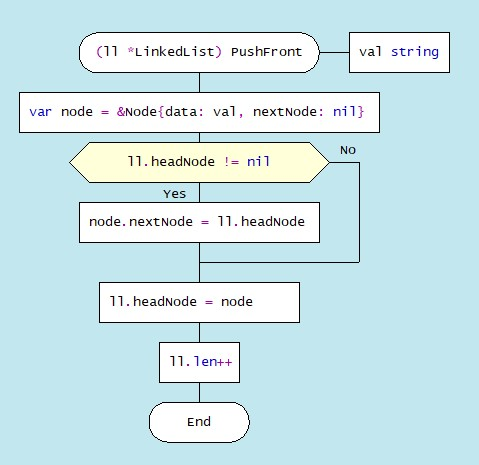 (ll *LinkedList) PushFront
val string
var node = &Node{data: val, nextNode: nil}
ll.headNode != nil
No
Yes
node.nextNode = ll.headNode
ll.headNode = node
ll.len++
End